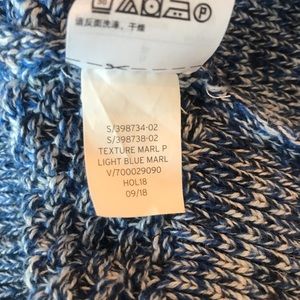 30
P
请反面洗涤，干燥
S/398734-02
S/398738-02
TEXTURE MARL P
LIGHT BLUE MARL
V/700029090
HOL18
09/18